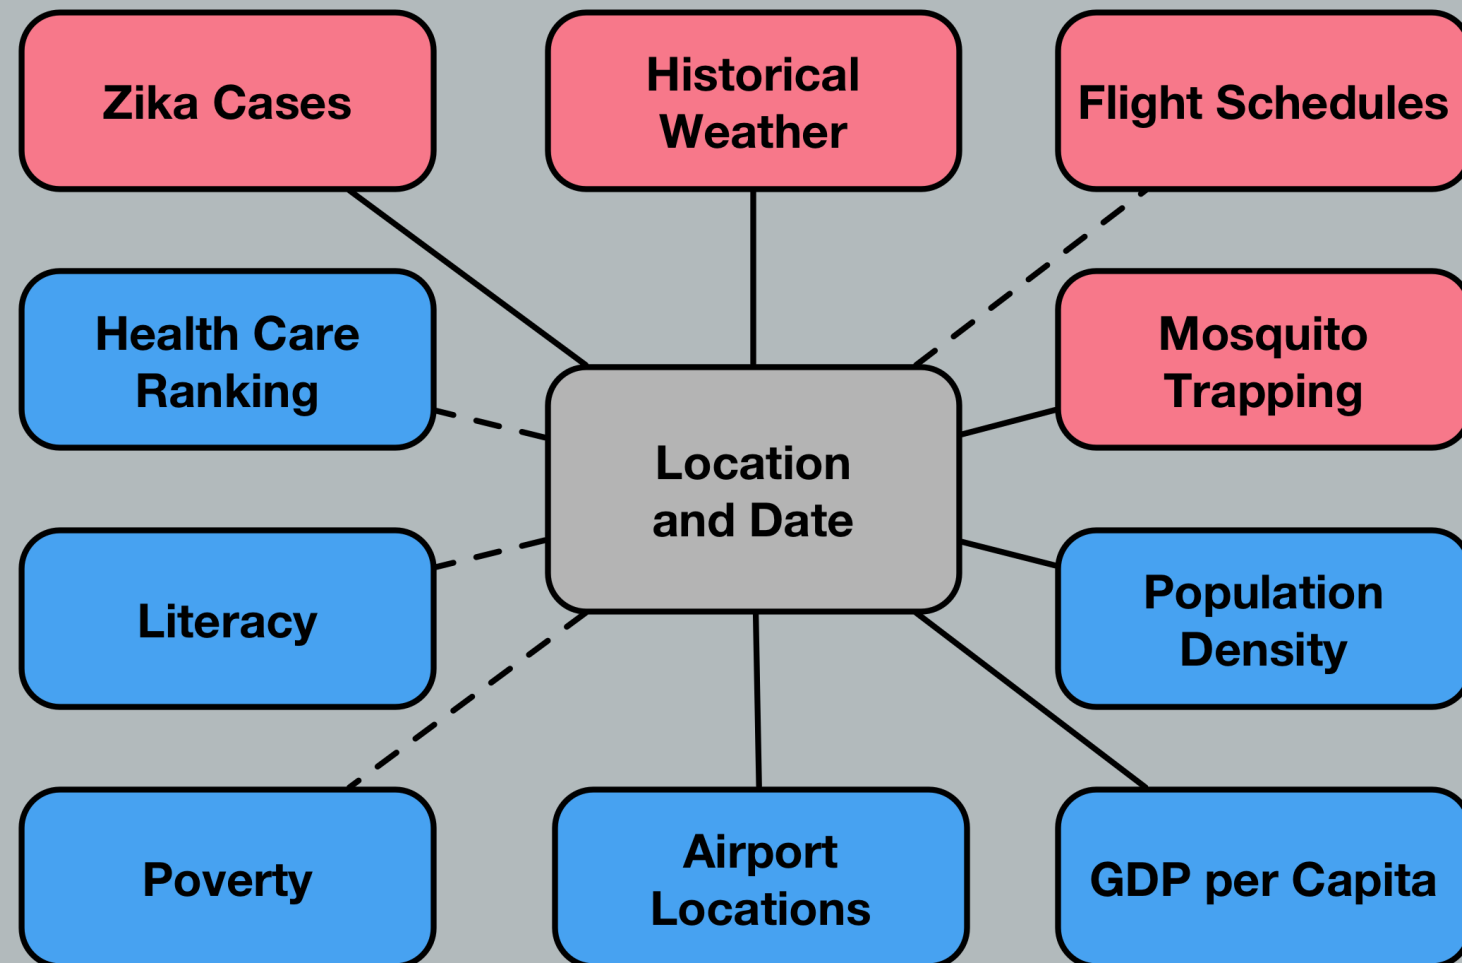 Zika Cases
Historical
Weather
Flight Schedules
Health Care
Ranking
Mosquito
Trapping
Location
and Date
Literacy
Population
Density
Poverty
Airport
Locations
GDP per Capita